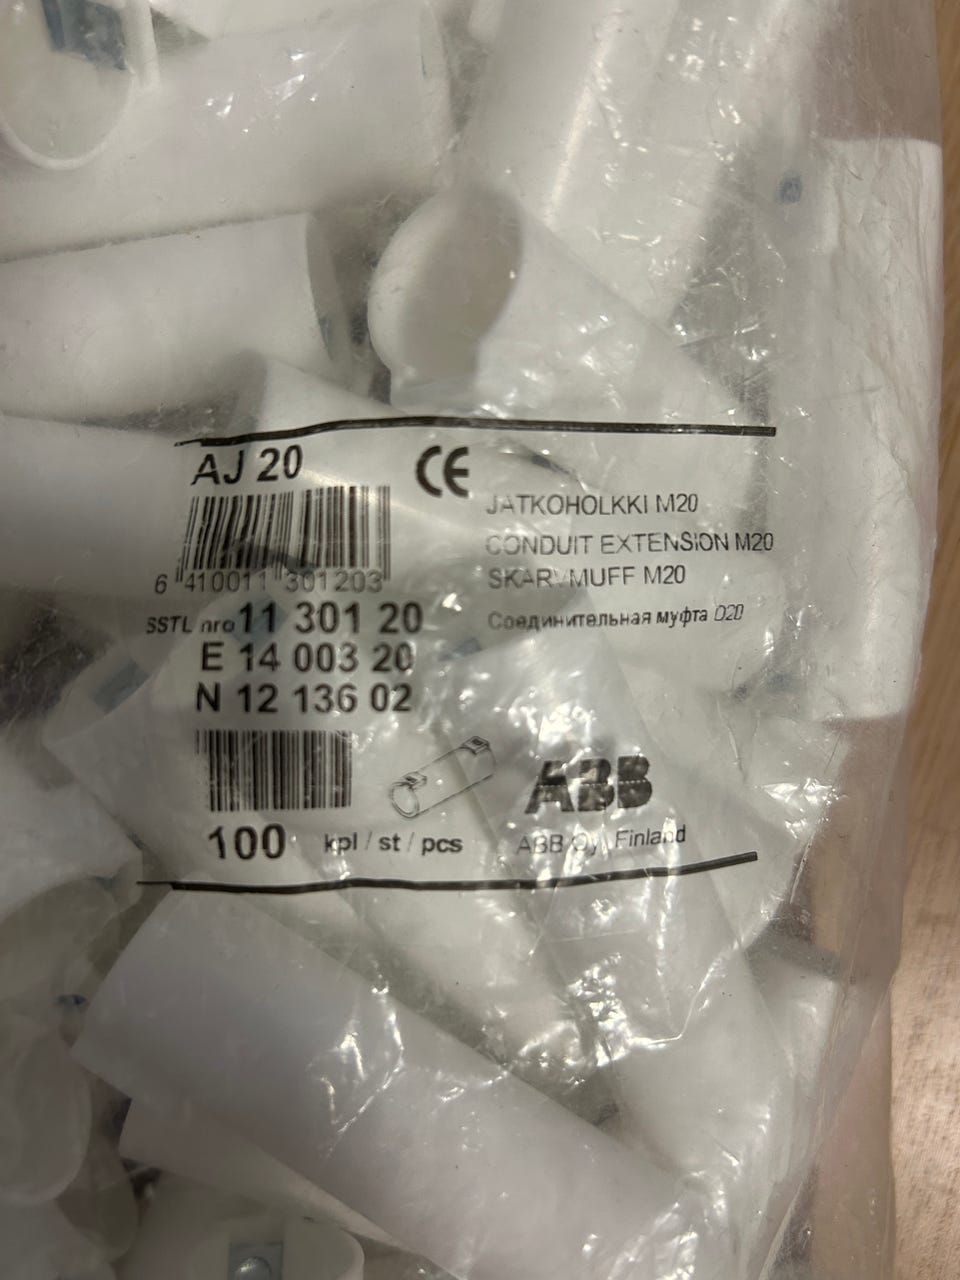 AJ 20
CE
JATKOHOLKKI M20
CONDUIT EXTENSION M20
SKARVMUFF M20
Соединительная муфта D20
6 410011 301203
SSTL nro 11 301 20
E 14 003 20
N 12 136 02
ABB
100 kpl / st / pcs
ABB Oy, Finland